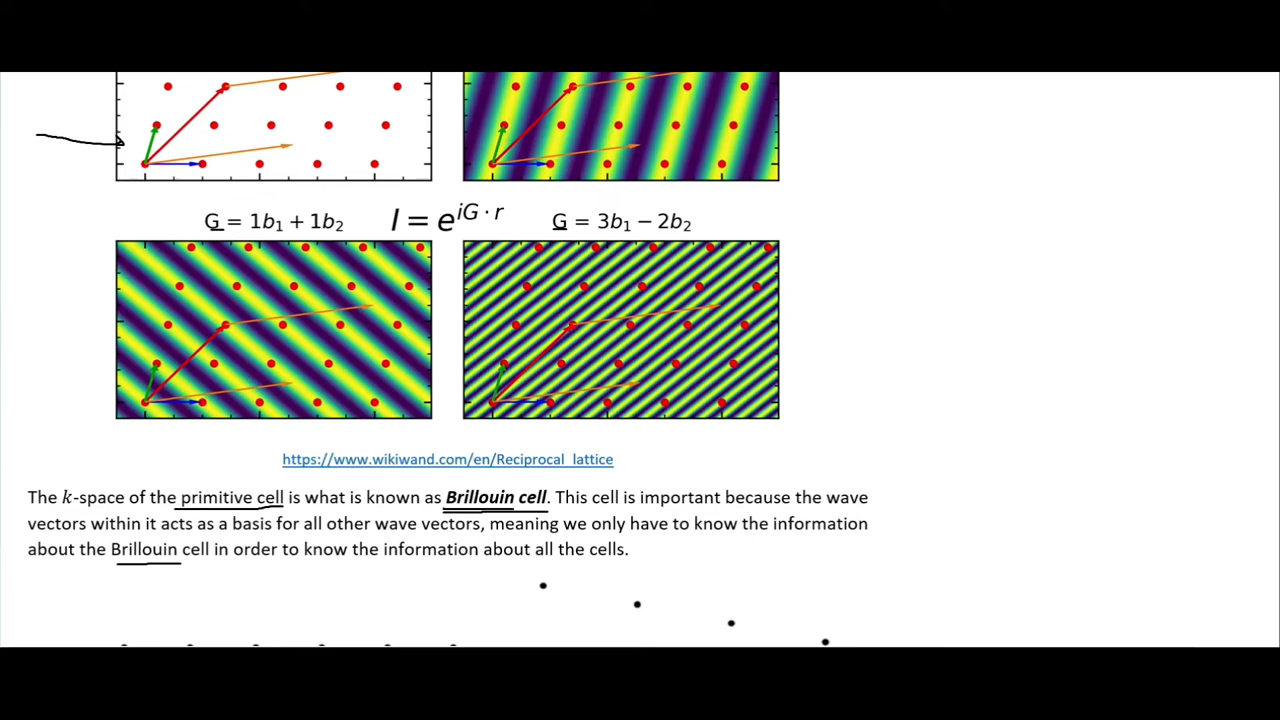 G = 1b₁ + 1b₂
I = e^{iG · r}
G = 3b₁ − 2b₂
https://www.wikiwand.com/en/Reciprocal_lattice
The k-space of the primitive cell is what is known as Brillouin cell. This cell is important because the wave
vectors within it acts as a basis for all other wave vectors, meaning we only have to know the information
about the Brillouin cell in order to know the information about all the cells.